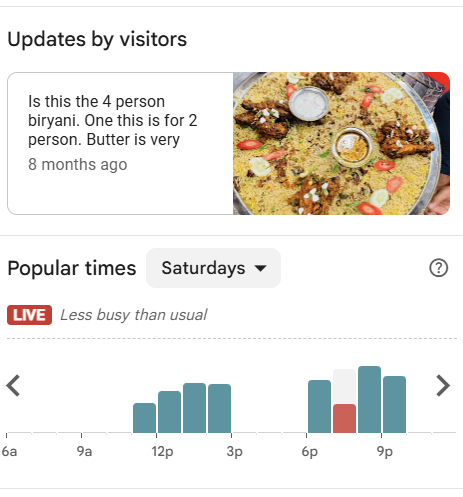 Updates by visitors
Is this the 4 person
biryani. One this is for 2
person. Butter is very
8 months ago
Popular times Saturdays
LIVE Less busy than usual
6a 9a 12p 3p 6p 9p